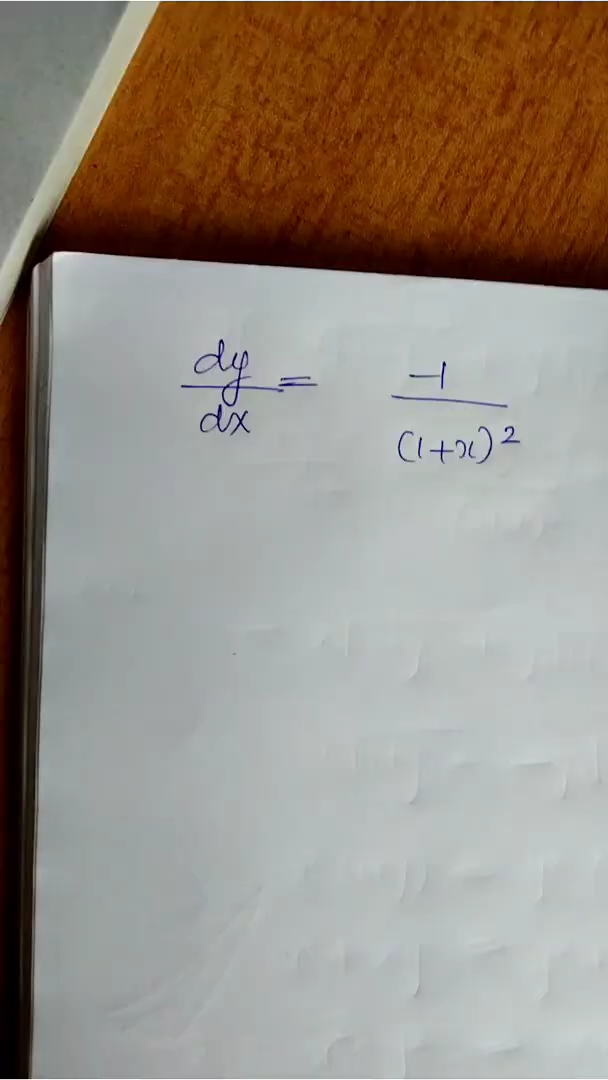 dy/dx = -1/(1+x)²